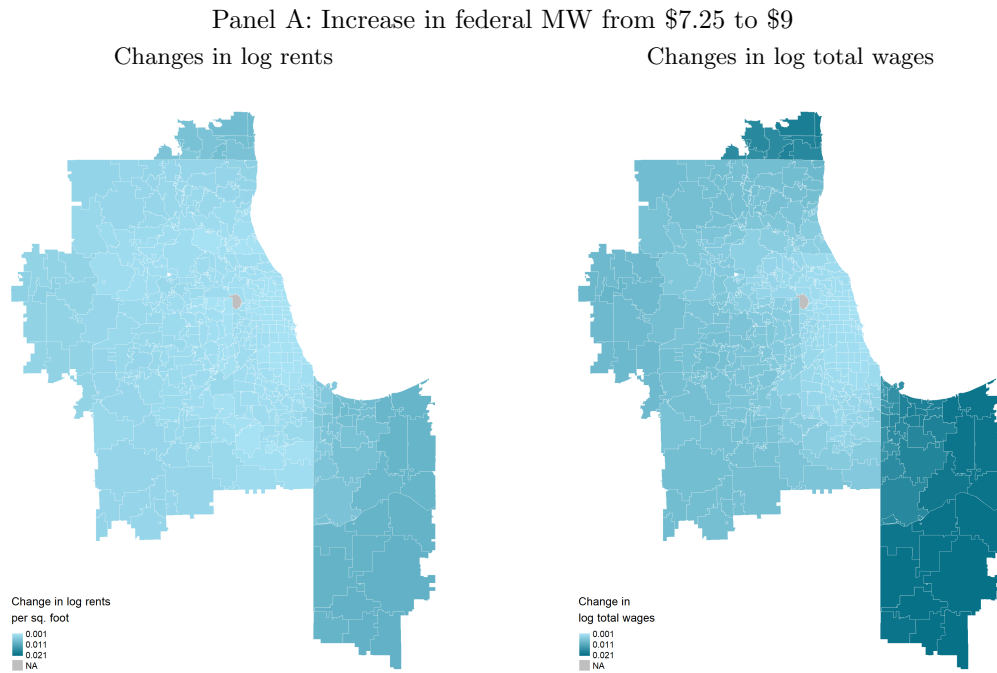 Panel A: Increase in federal MW from $7.25 to $9
Changes in log rents
Changes in log total wages
Change in log rents
per sq. foot
0.001
0.011
0.021
NA
Change in
log total wages
0.001
0.011
0.021
NA